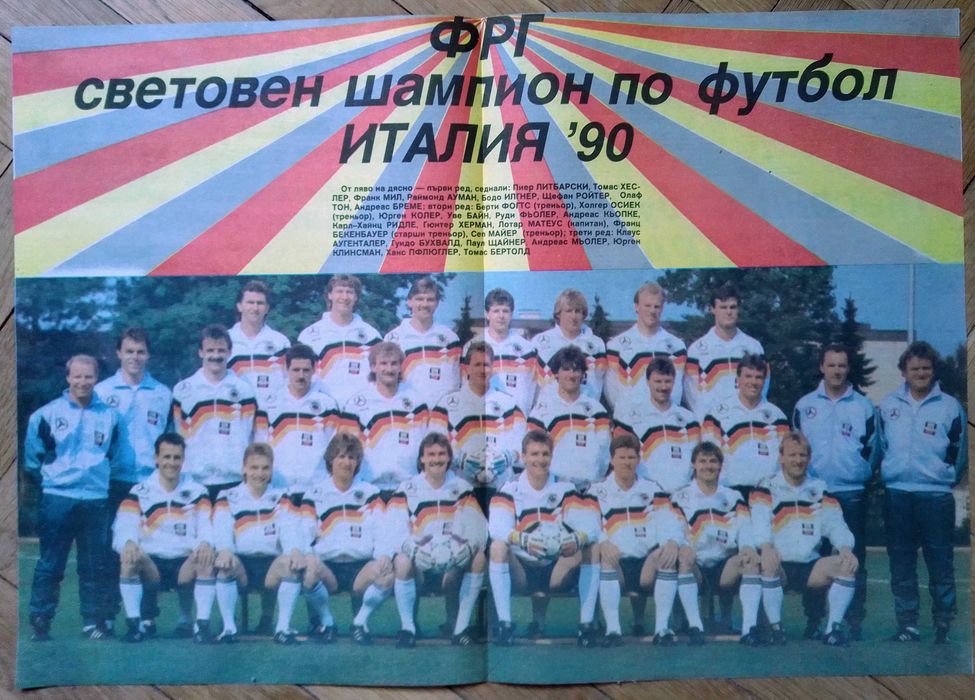 ФРГ
световен шампион по футбол
ИТАЛИЯ '90
От ляво на дясно — първи ред, седнали: Пиер ЛИТБАРСКИ, Томас ХЕС-
ЛЕР, Франк МИЛ, Раймонд АУМАН, Бодо ИЛГНЕР, Щефан РОЙТЕР, Олаф
ТОН, Андреас БРЕМЕ; втори ред: Берти ФОГТС (треньор), Холгер ОСИЕК
(треньор), Юрген КОЛЕР, Уве БАЙН, Руди ФЬОЛЕР, Андреас КЬОПКЕ,
Карл-Хайнц РИДЛЕ, Гюнтер ХЕРМАН, Лотар МАТЕУС (капитан), Франц
БЕКЕНБАУЕР (старши треньор), Сеп МАЙЕР (треньор); трети ред: Клаус
АУГЕНТАЛЕР, Гундо БУХВАЛД, Паул ЩАЙНЕР, Андреас МЬОЛЕР, Юрген
КЛИНСМАН, Ханс ПФЛЮГЛЕР, Томас БЕРТОЛД